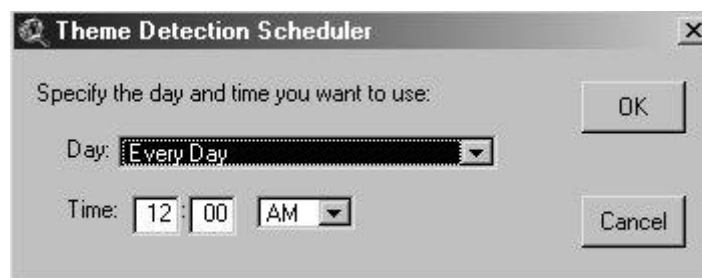 Theme Detection Scheduler
Specify the day and time you want to use:
OK
Day: Every Day
Time: 12 : 00 AM
Cancel